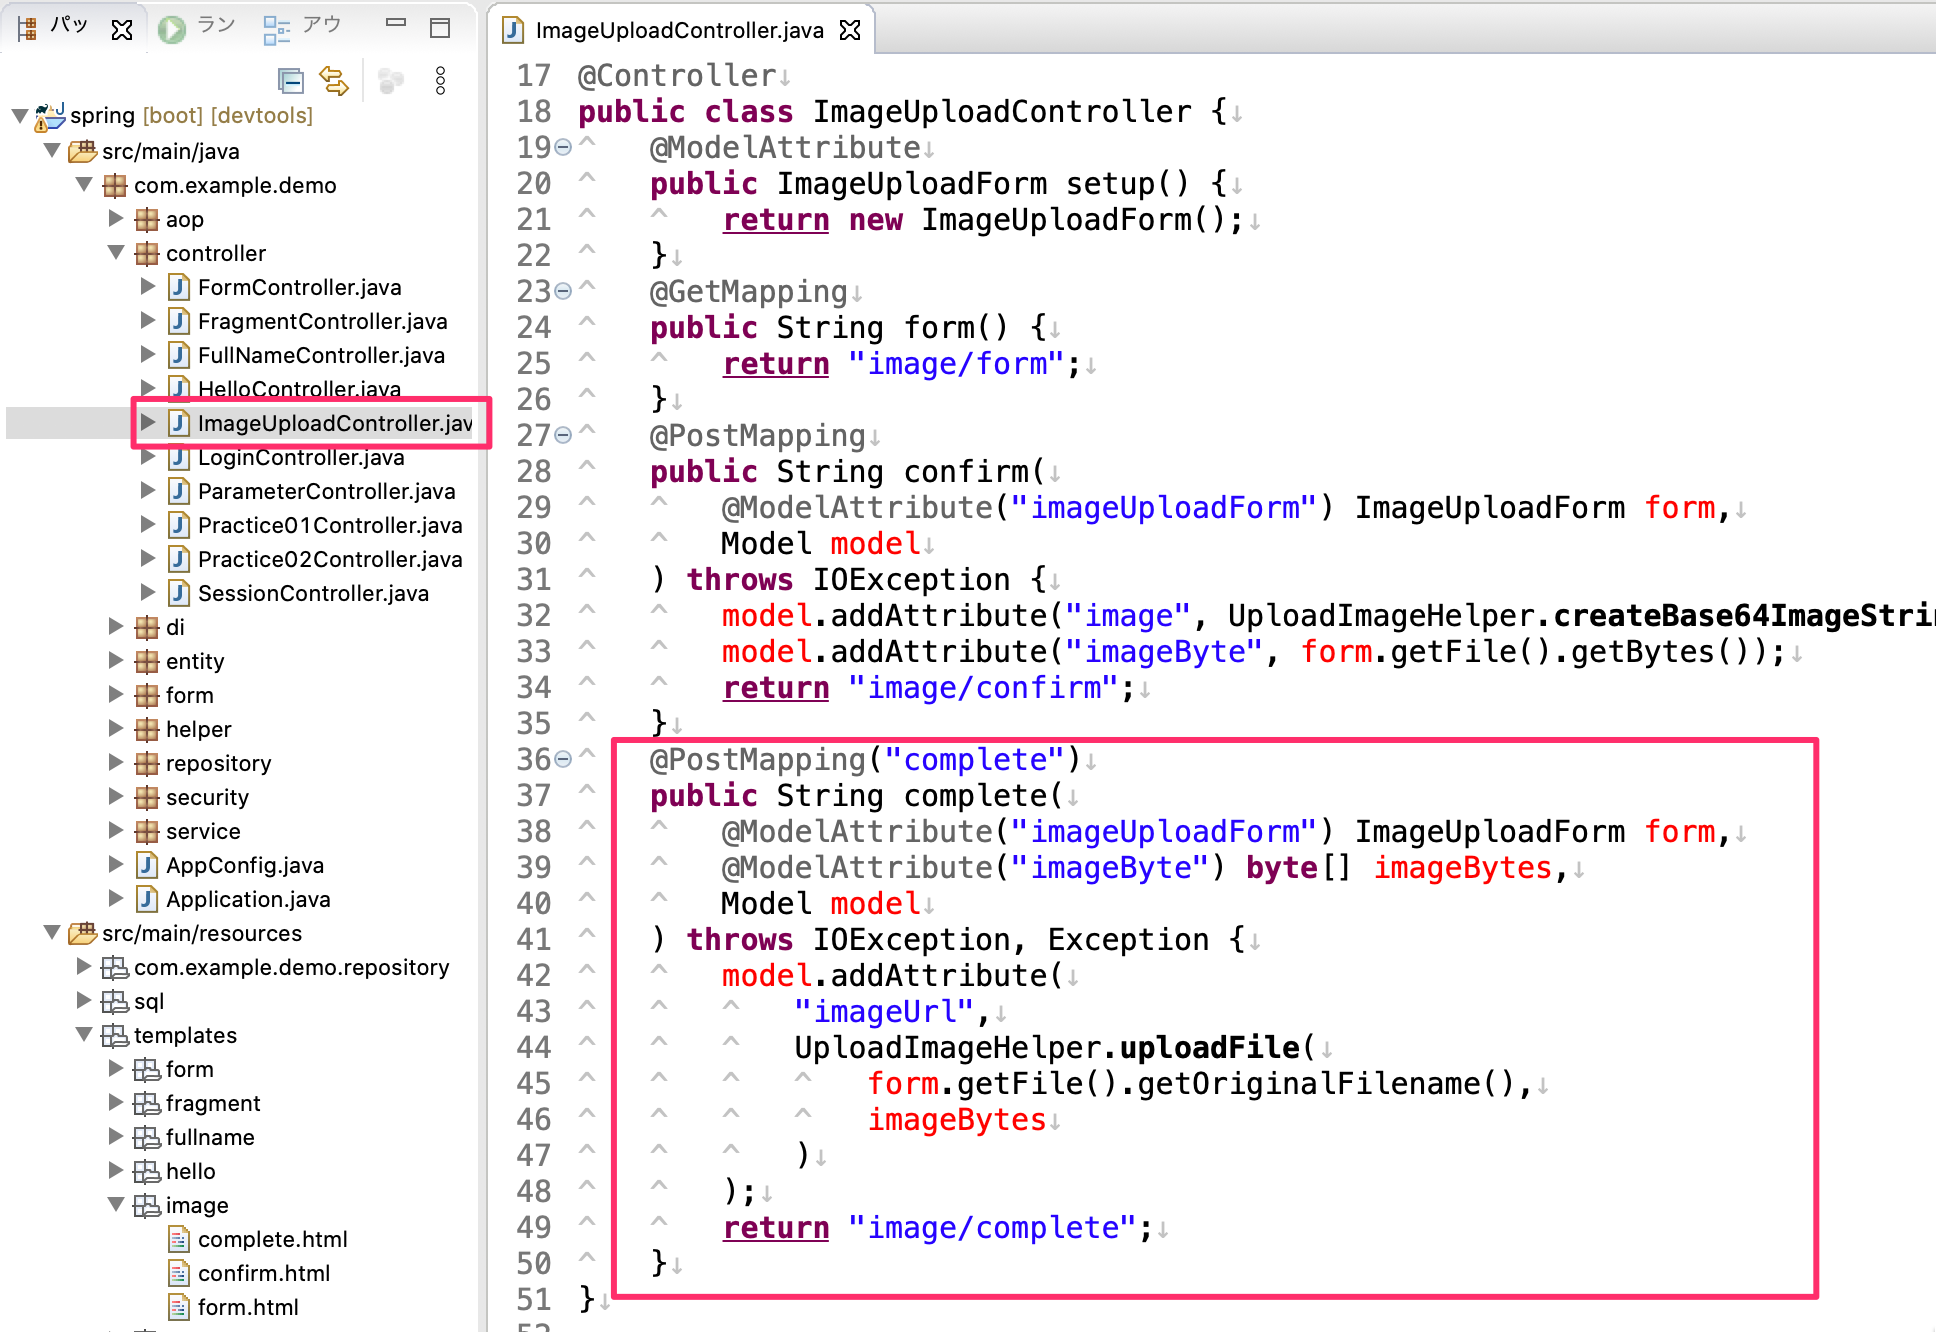 パッ
ラン
アウ
spring [boot] [devtools]
src/main/java
com.example.demo
aop
controller
FormController.java
FragmentController.java
FullNameController.java
HelloController.java
ImageUploadController.jav
LoginController.java
ParameterController.java
Practice01Controller.java
Practice02Controller.java
SessionController.java
di
entity
form
helper
repository
security
service
AppConfig.java
Application.java
src/main/resources
com.example.demo.repository
sql
templates
form
fragment
fullname
hello
image
complete.html
confirm.html
form.html
ImageUploadController.java
17 @Controller↓
18 public class ImageUploadController {↓
19 ^ @ModelAttribute↓
20 ^ public ImageUploadForm setup() {↓
21 ^ ^ return new ImageUploadForm();↓
22 ^ }↓
23 ^ @GetMapping↓
24 ^ public String form() {↓
25 ^ ^ return "image/form";↓
26 ^ }↓
27 ^ @PostMapping↓
28 ^ public String confirm(↓
29 ^ ^ @ModelAttribute("imageUploadForm") ImageUploadForm form,↓
30 ^ ^ Model model↓
31 ^ ) throws IOException {↓
32 ^ ^ model.addAttribute("image", UploadImageHelper.createBase64ImageStri
33 ^ ^ model.addAttribute("imageByte", form.getFile().getBytes());↓
34 ^ ^ return "image/confirm";↓
35 ^ }↓
36 ^ @PostMapping("complete")↓
37 ^ public String complete(↓
38 ^ ^ @ModelAttribute("imageUploadForm") ImageUploadForm form,↓
39 ^ ^ @ModelAttribute("imageByte") byte[] imageBytes,↓
40 ^ ^ Model model↓
41 ^ ) throws IOException, Exception {↓
42 ^ ^ model.addAttribute(↓
43 ^ ^ ^ "imageUrl",↓
44 ^ ^ ^ UploadImageHelper.uploadFile(↓
45 ^ ^ ^ ^ form.getFile().getOriginalFilename(),↓
46 ^ ^ ^ ^ imageBytes↓
47 ^ ^ ^ )↓
48 ^ ^ );↓
49 ^ ^ return "image/complete";↓
50 ^ }↓
51 }↓